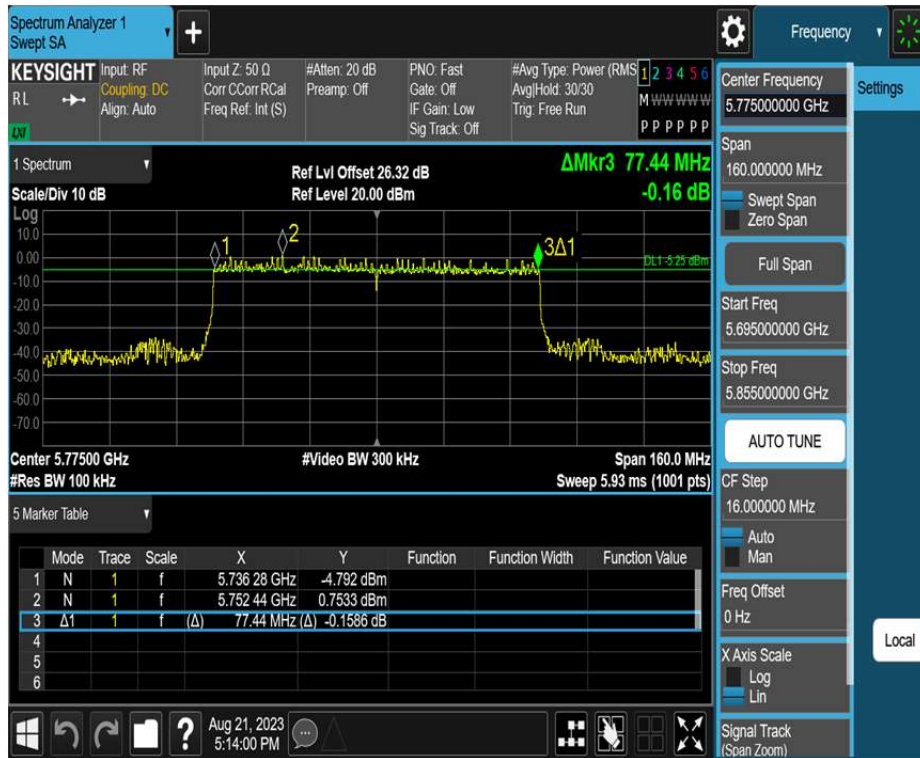 Spectrum Analyzer 1
Swept SA
+
Frequency
KEYSIGHT
RL
LXI
Input: RF
Coupling: DC
Align: Auto
Input Z: 50 Ω
Corr CCorr RCal
Freq Ref: Int (S)
#Atten: 20 dB
Preamp: Off
PNO: Fast
Gate: Off
IF Gain: Low
Sig Track: Off
#Avg Type: Power (RMS
Avg|Hold: 30/30
Trig: Free Run
1 2 3 4 5 6
M W W W W W
P P P P P P
1 Spectrum
Scale/Div 10 dB
Ref Lvl Offset 26.32 dB
Ref Level 20.00 dBm
ΔMkr3 77.44 MHz
-0.16 dB
Log
10.0
0.00
-10.0
-20.0
-30.0
-40.0
-50.0
-60.0
-70.0
1
2
3Δ1
DL1 -5.25 dBm
Center 5.77500 GHz
#Video BW 300 kHz
Span 160.0 MHz
#Res BW 100 kHz
Sweep 5.93 ms (1001 pts)
5 Marker Table
Mode Trace Scale X Y Function Function Width Function Value
1 N 1 f 5.736 28 GHz -4.792 dBm
2 N 1 f 5.752 44 GHz 0.7533 dBm
3 Δ1 1 f (Δ) 77.44 MHz (Δ) -0.1586 dB
4
5
6
?
Aug 21, 2023
5:14:00 PM
Center Frequency
5.775000000 GHz
Span
160.000000 MHz
Swept Span
Zero Span
Full Span
Start Freq
5.695000000 GHz
Stop Freq
5.855000000 GHz
AUTO TUNE
CF Step
16.000000 MHz
Auto
Man
Freq Offset
0 Hz
X Axis Scale
Log
Lin
Signal Track
(Span Zoom)
Settings
Local